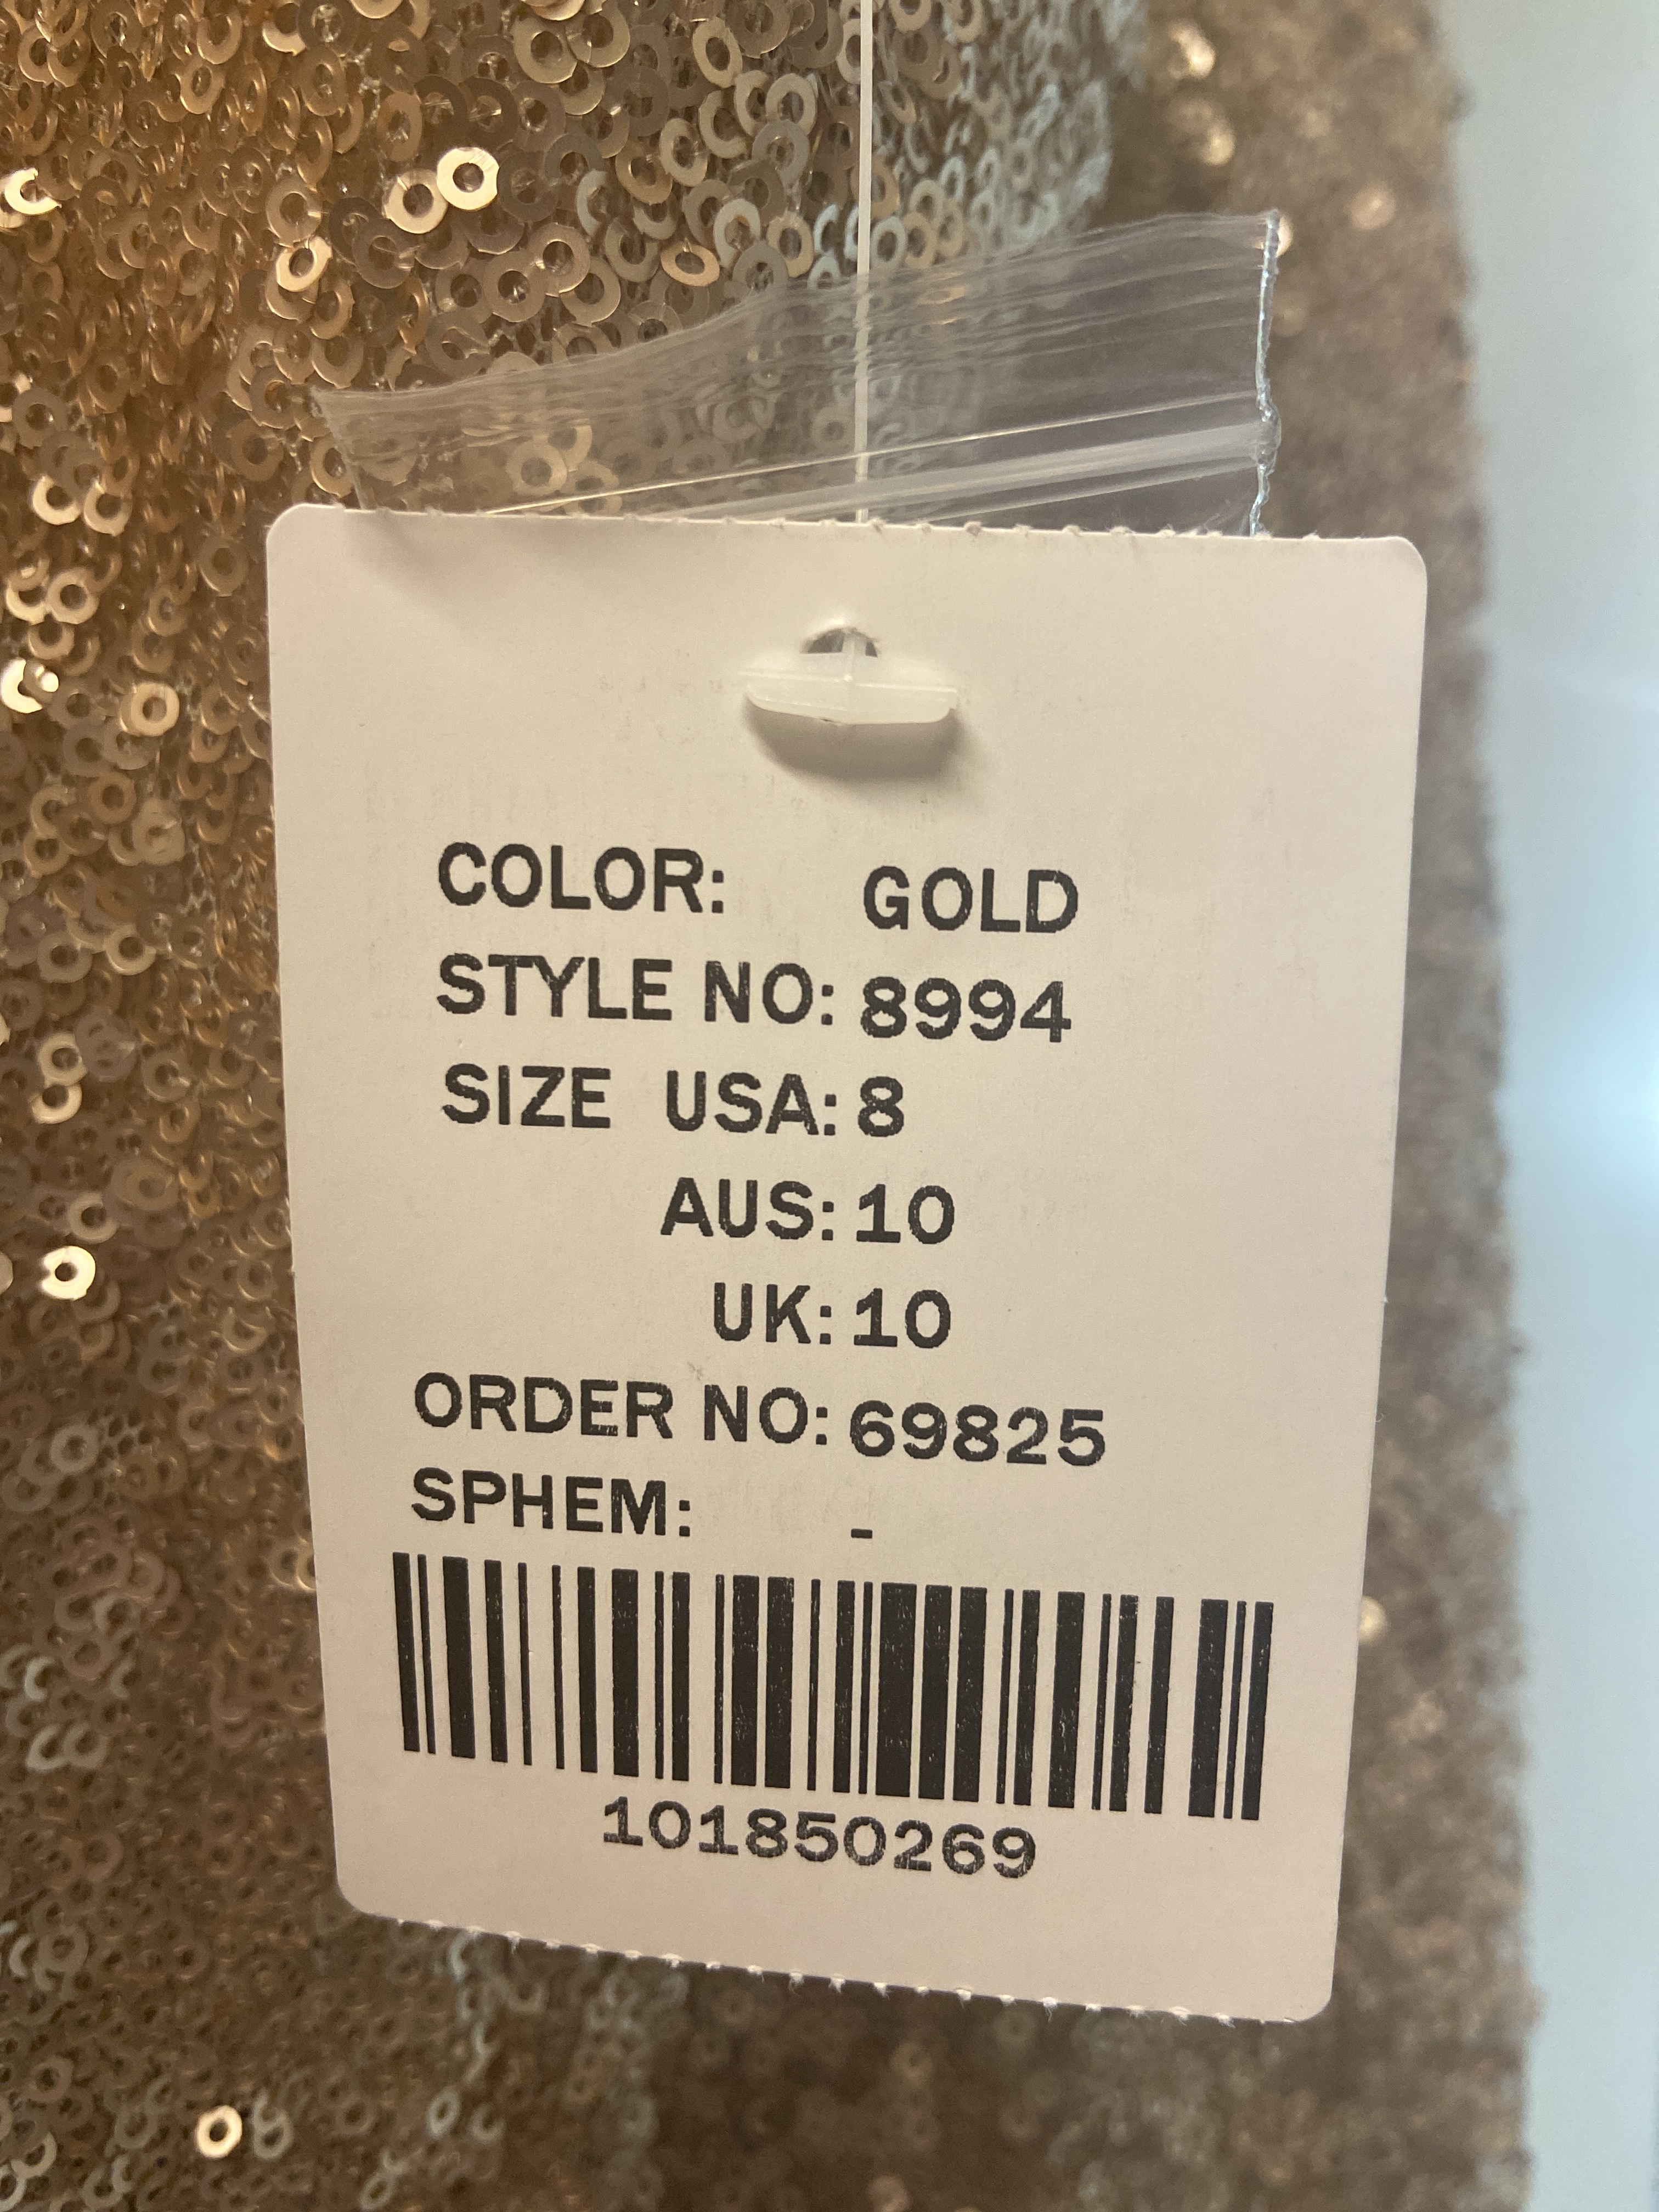 COLOR: GOLD
STYLE NO: 8994
SIZE USA: 8
AUS: 10
UK: 10
ORDER NO: 69825
SPHEM: -
101850269